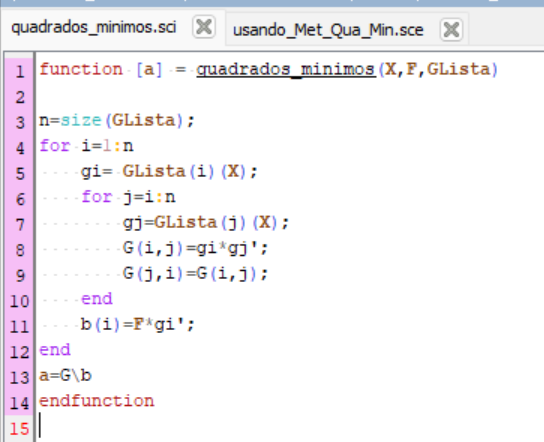 quadrados_minimos.sci usando_Met_Qua_Min.sce
1 function [a] = quadrados_minimos(X,F,GLista)
2
3 n=size(GLista);
4 for i=1:n
5     gi= GLista(i)(X);
6     for j=i:n
7         gj=GLista(j)(X);
8         G(i,j)=gi*gj';
9         G(j,i)=G(i,j);
10     end
11     b(i)=F*gi';
12 end
13 a=G\b
14 endfunction
15